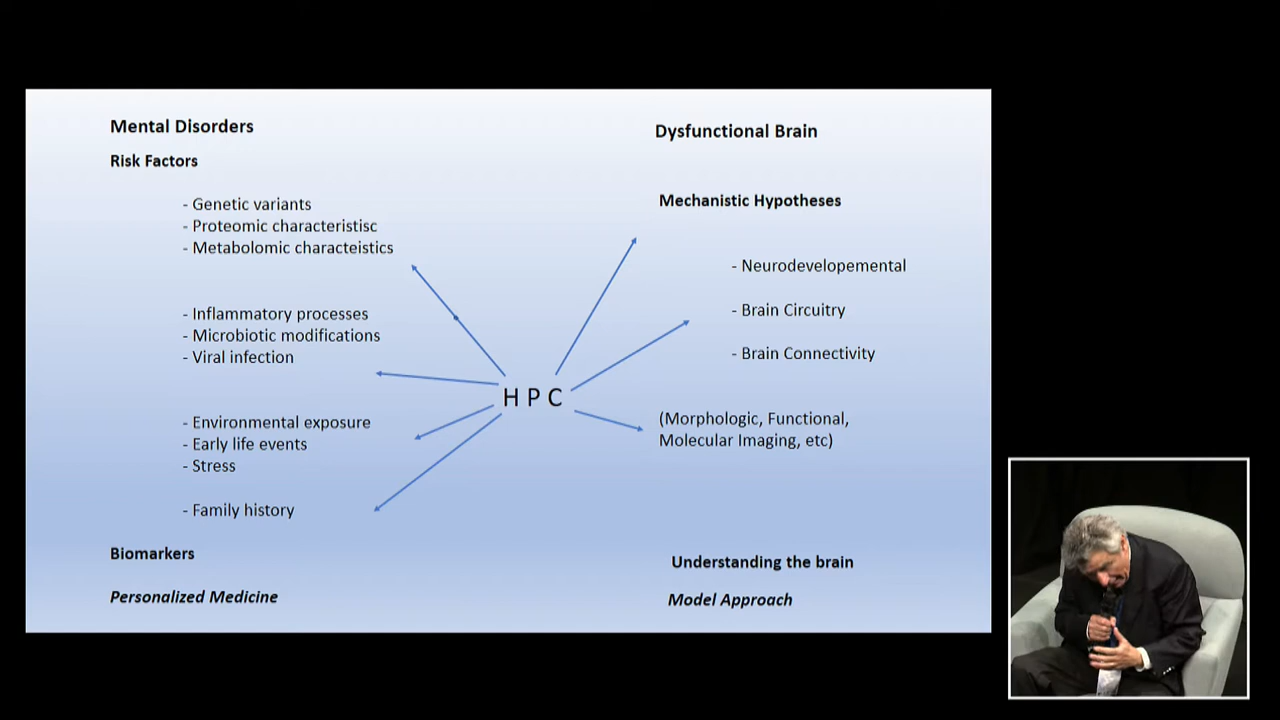 Mental Disorders
Risk Factors
- Genetic variants
- Proteomic characteristisc
- Metabolomic characteistics
- Inflammatory processes
- Microbiotic modifications
- Viral infection
- Environmental exposure
- Early life events
- Stress
- Family history
Biomarkers
Personalized Medicine
H P C
Dysfunctional Brain
Mechanistic Hypotheses
- Neurodevelopemental
- Brain Circuitry
- Brain Connectivity
(Morphologic, Functional,
Molecular Imaging, etc)
Understanding the brain
Model Approach